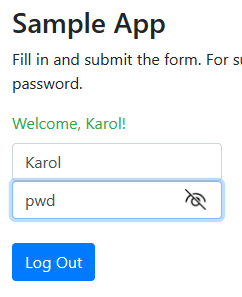 Sample App
Fill in and submit the form. For su
password.
Welcome, Karol!
Karol
pwd
Log Out